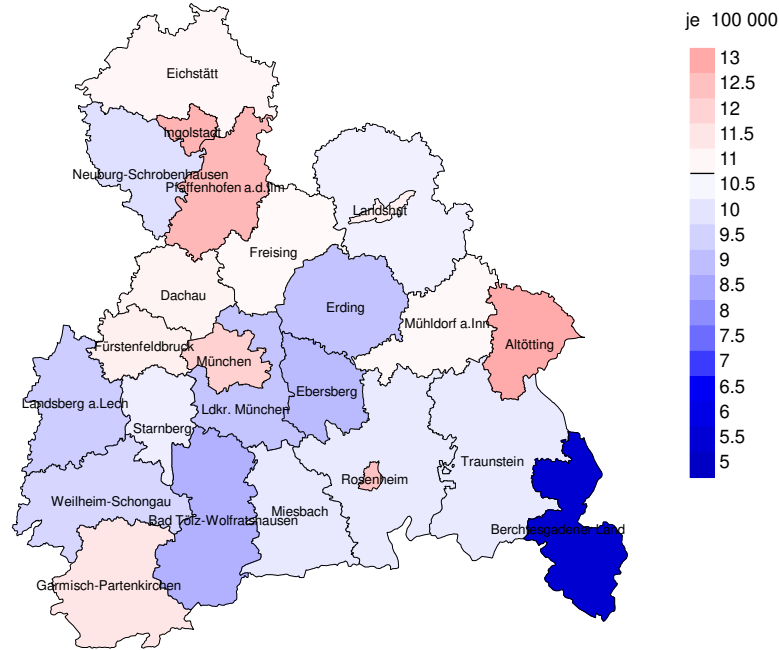 je 100 000
13
12.5
12
11.5
11
10.5
10
9.5
9
8.5
8
7.5
7
6.5
6
5.5
5
Eichstätt
Ingolstadt
Neuburg-Schrobenhausen
Pfaffenhofen a.d.Ilm
Landshut
Freising
Dachau
Erding
Mühldorf a.Inn
Altötting
Fürstenfeldbruck
München
Ebersberg
Landsberg a.Lech
Ldkr. München
Starnberg
Traunstein
Rosenheim
Weilheim-Schongau
Miesbach
Bad Tölz-Wolfratshausen
Berchtesgadener Land
Garmisch-Partenkirchen